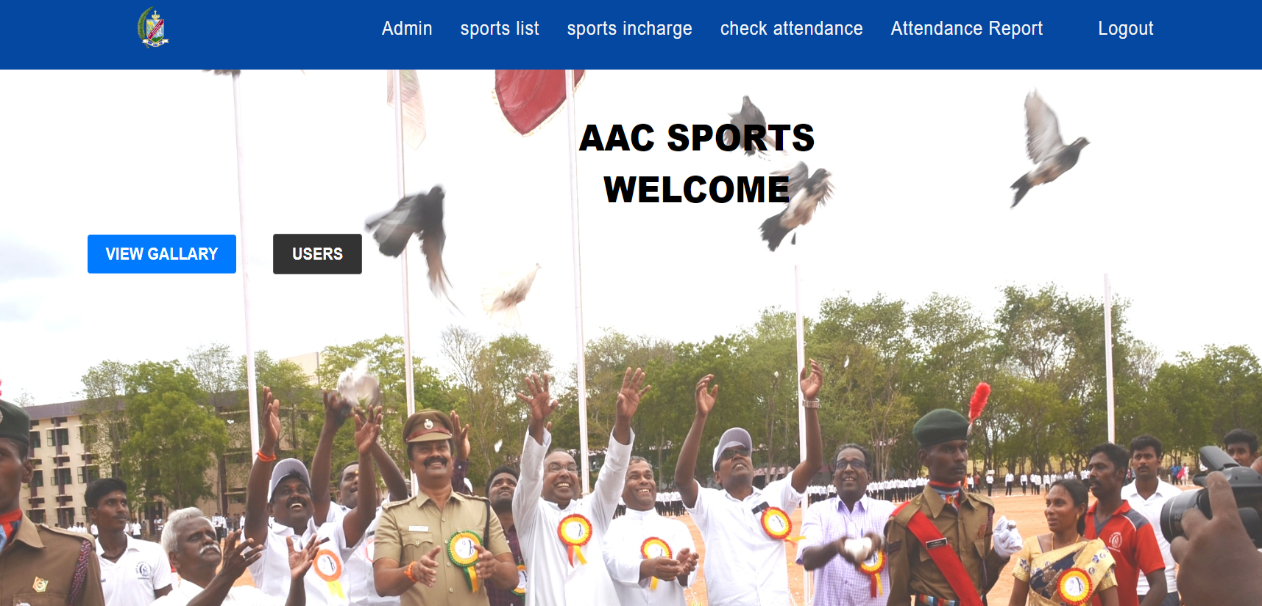 Admin sports list sports incharge check attendance Attendance Report Logout
AAC SPORTS
WELCOME
VIEW GALLARY USERS